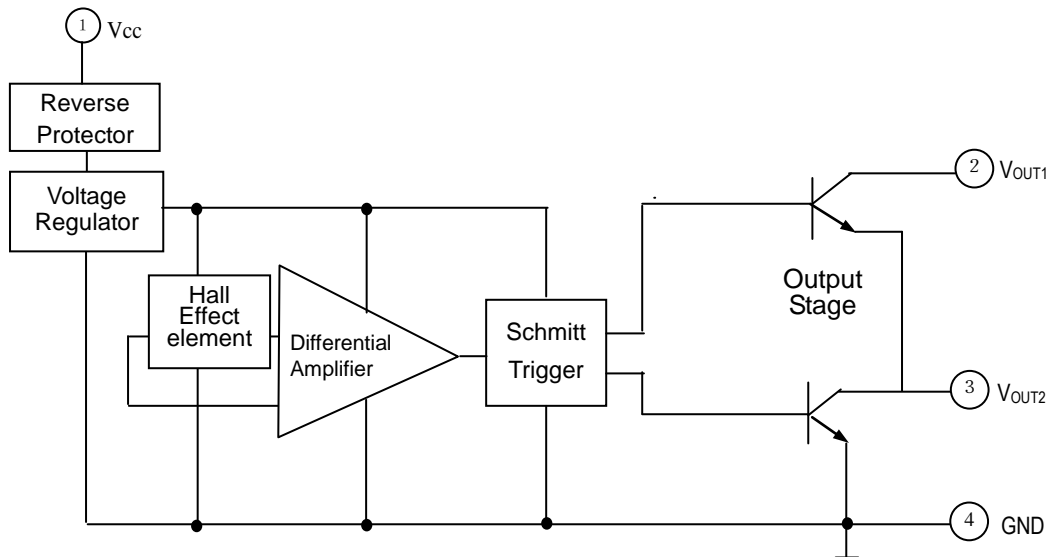 1 Vcc
Reverse
Protector
Voltage
Regulator
2 VOUT1
Hall
Effect
element
Differential
Amplifier
Schmitt
Trigger
Output
Stage
3 VOUT2
4 GND